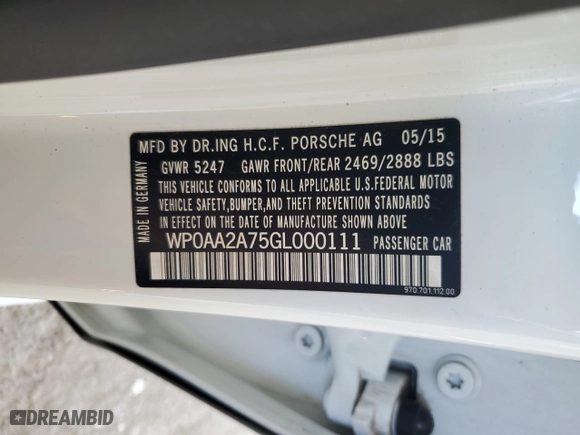 MFD BY DR.ING H.C.F. PORSCHE AG 05/15
GVWR 5247 GAWR FRONT/REAR 2469/2888 LBS
THIS VEHICLE CONFORMS TO ALL APPLICABLE U.S.FEDERAL MOTOR
VEHICLE SAFETY,BUMPER,AND THEFT PREVENTION STANDARDS
IN EFFECT ON THE DATE OF MANUFACTURE SHOWN ABOVE
WP0AA2A75GL000111 PASSENGER CAR
MADE IN GERMANY
970.701.112.00
DREAMBID